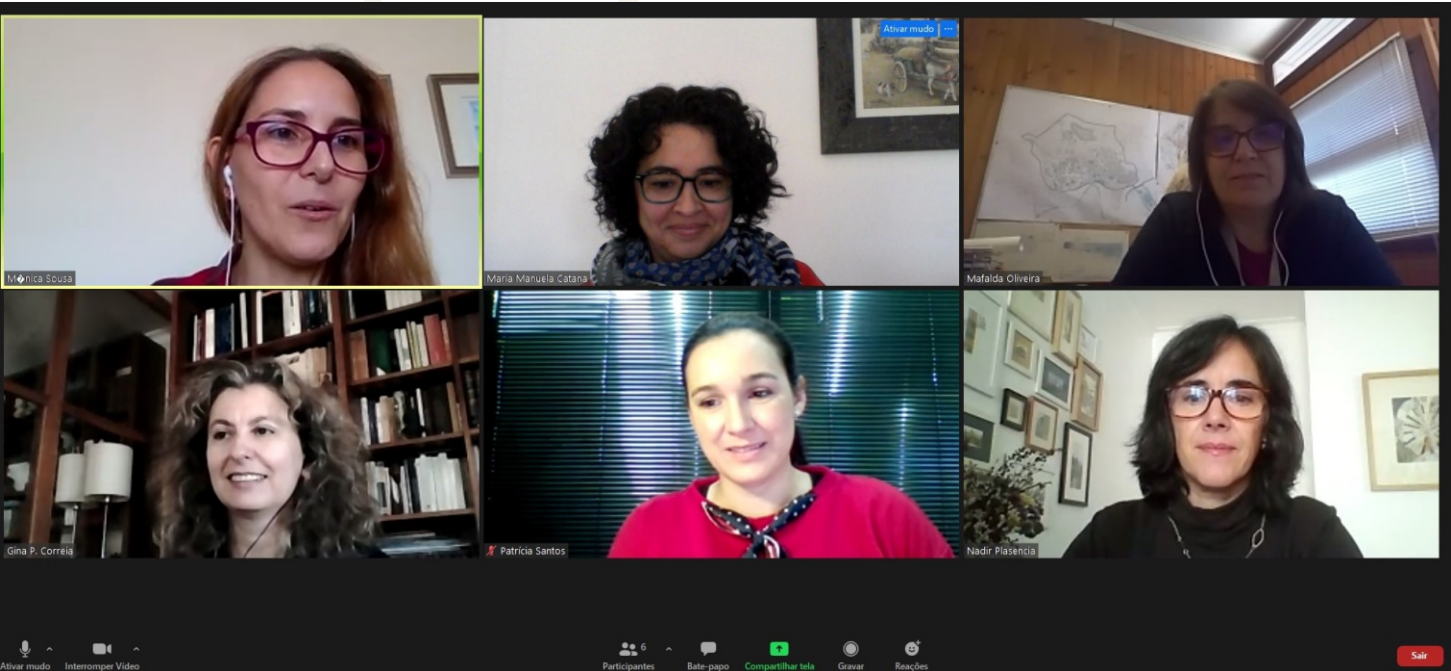 Ativar mudo
M�nica Sousa
Maria Manuela Catana
Mafalda Oliveira
Gina P. Correia
Patrícia Santos
Nadir Plasencia
Ativar mudo
Interromper Vídeo
6
Participantes
Bate-papo
Compartilhar tela
Gravar
Reações
Sair